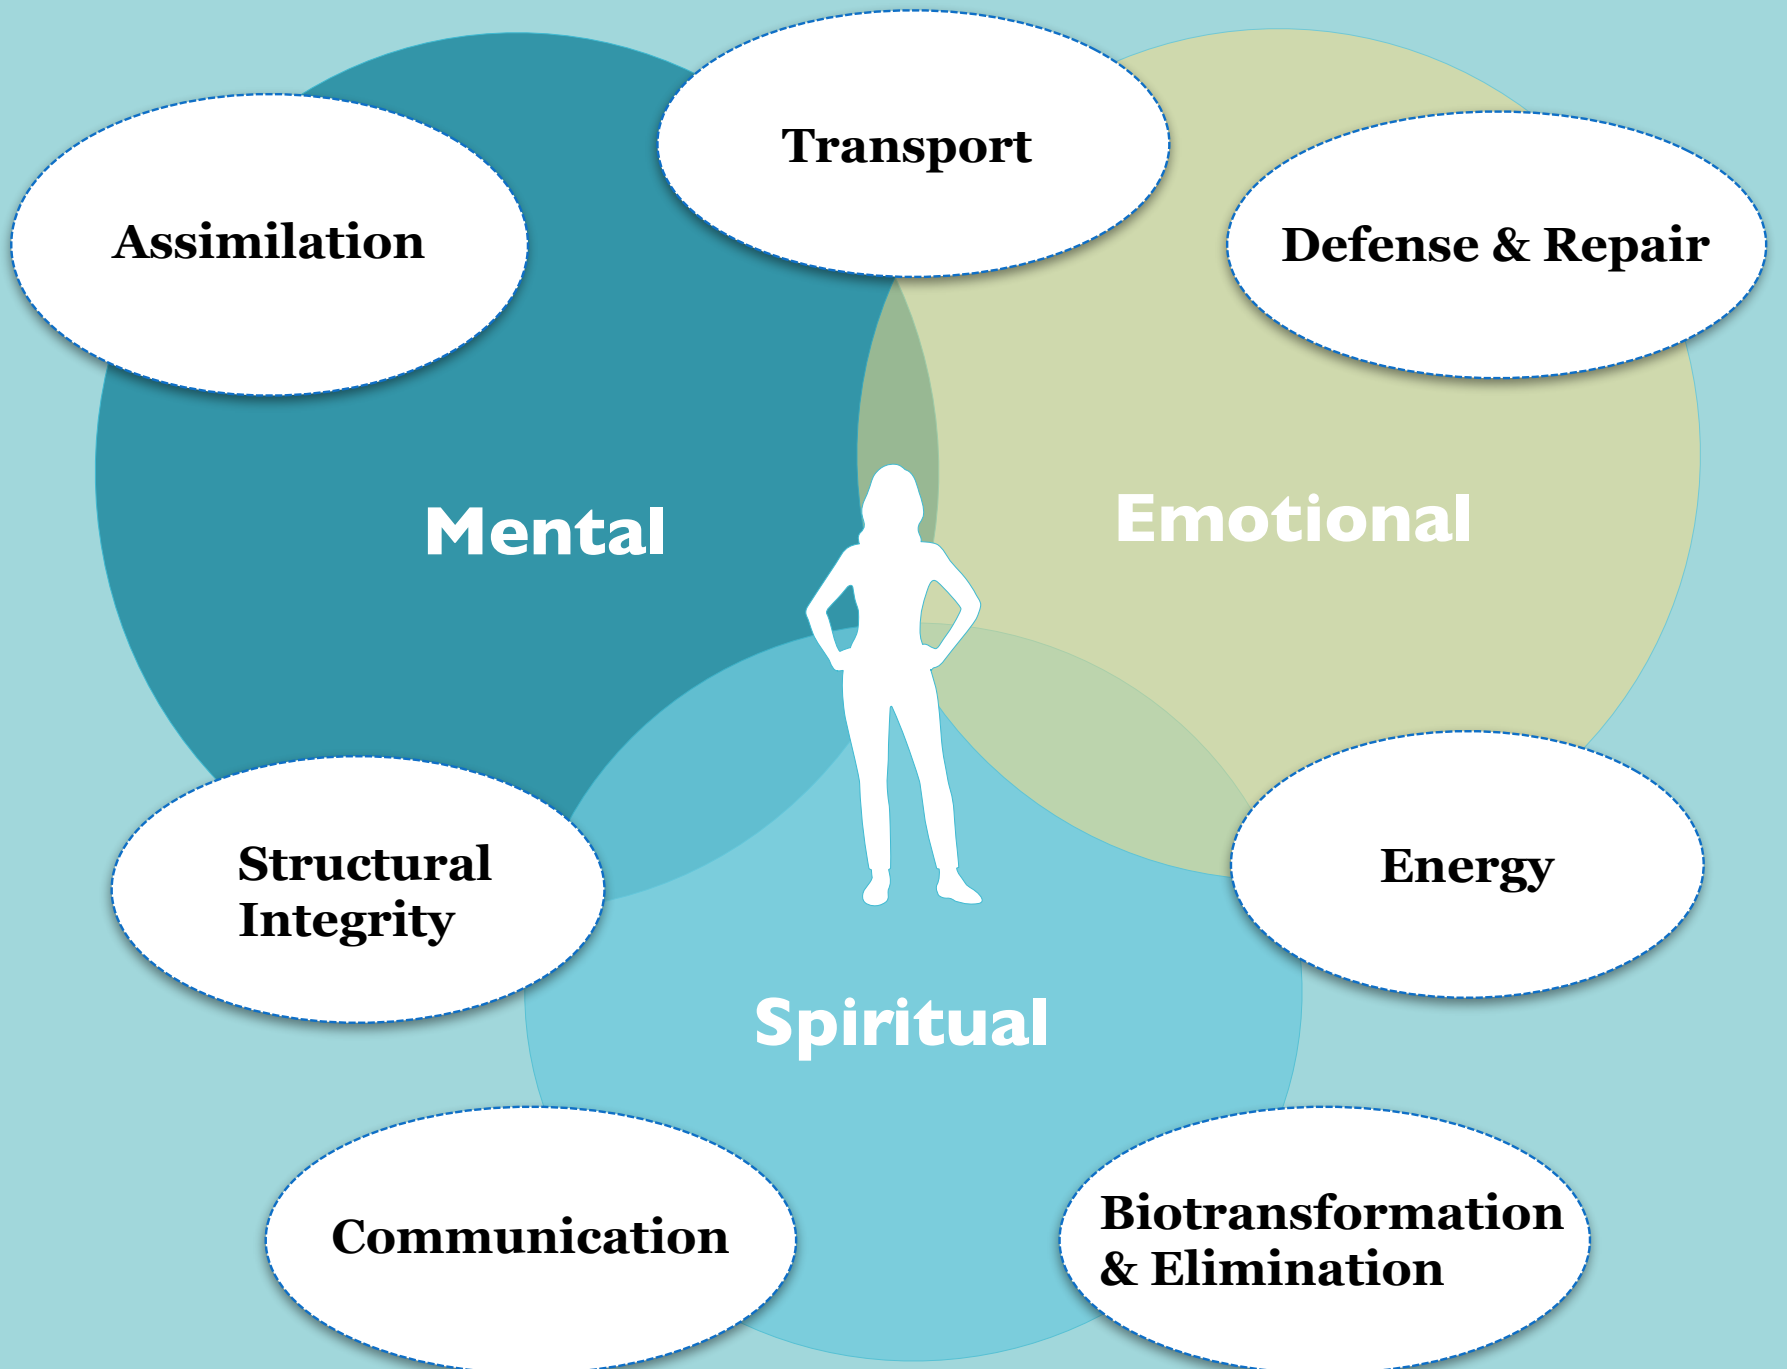 Transport
Assimilation
Defense & Repair
Mental
Emotional
Structural
Integrity
Energy
Spiritual
Communication
Biotransformation
& Elimination